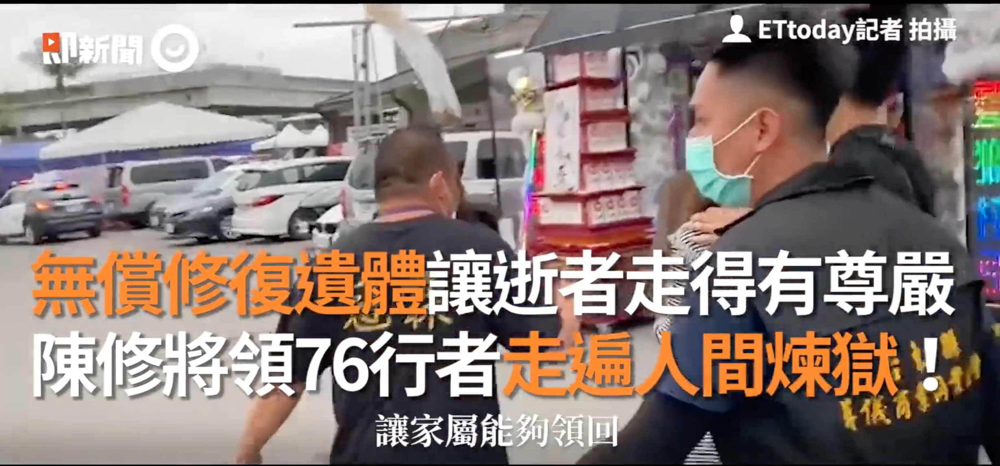 即新聞
ETtoday記者 拍攝
無償修復遺體讓逝者走得有尊嚴
陳修將領76行者走遍人間煉獄！
讓家屬能夠領回